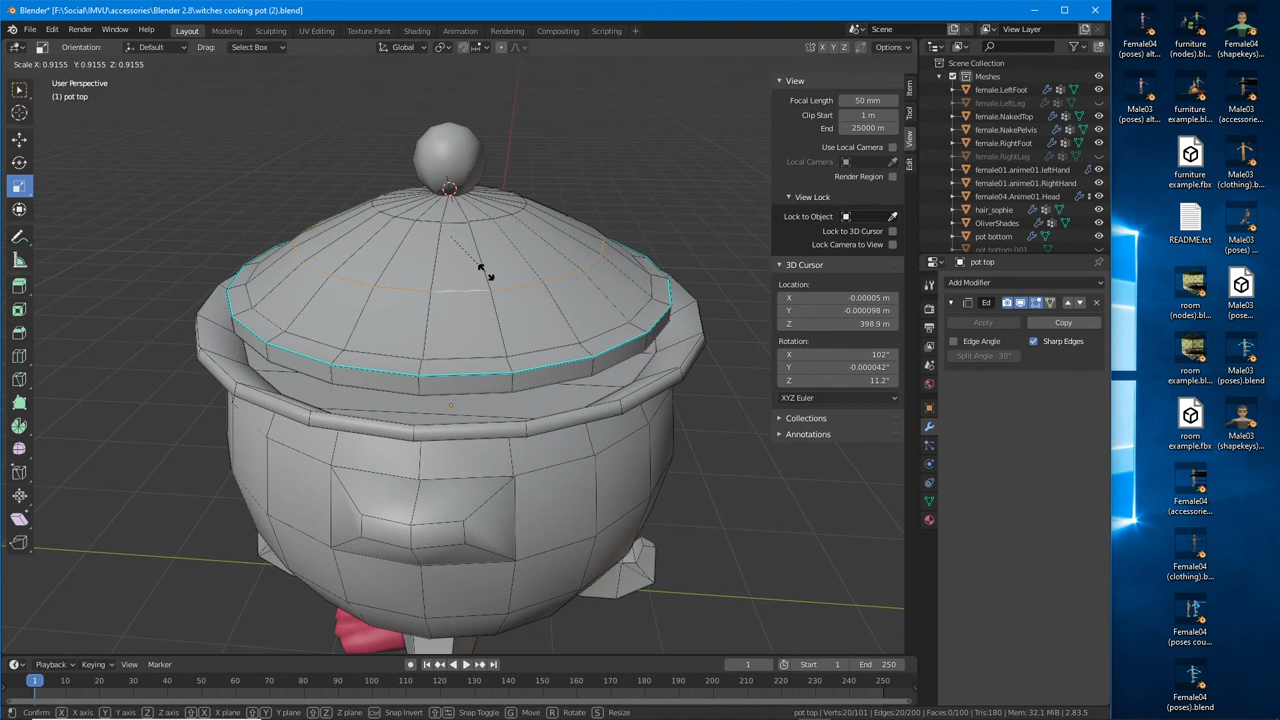 Blender* [F:\Social\IMVU\accessories\Blender 2.8\witches cooking pot (2).blend]
File Edit Render Window Help Layout Modeling Sculpting UV Editing Texture Paint Shading Animation Rendering Compositing Scripting + Scene View Layer
Orientation: Default Drag: Select Box Global X Y Z Options
Scale X: 0.9155 Y: 0.9155 Z: 0.9155
User Perspective
(1) pot top
View
Focal Length 50 mm
Clip Start 1 m
End 25000 m
Use Local Camera
Local Camera
Render Region
View Lock
Lock to Object
Lock to 3D Cursor
Lock Camera to View
3D Cursor
Location:
X -0.00005 m
Y -0.000098 m
Z 398.9 m
Rotation:
X 102°
Y -0.000042°
Z 11.2°
XYZ Euler
Collections
Annotations
Item
Tool
View
Edit
Scene Collection
Meshes
female.LeftFoot
female.LeftLeg
female.NakedTop
female.NakePelvis
female.RightFoot
female.RightLeg
female01.anime01.leftHand
female01.anime01.RightHand
female04.Anime01.Head
hair_sophie
OliverShades
pot bottom
pot bottom.001
pot top
Add Modifier
Ed
Apply Copy
Edge Angle Sharp Edges
Split Angle 30°
Playback Keying View Marker 1 Start 1 End 250
1 10 20 30 40 50 60 70 80 90 100 110 120 130 140 150 160 170 180 190 200 210 220 230 240 250
Confirm X X axis Y Y axis Z Z axis X X plane Y Y plane Z Z plane Snap Invert Snap Toggle G Move R Rotate S Resize
pot top | Verts:20/101 | Edges:20/200 | Faces:0/100 | Tris:180 | Mem: 32.1 MiB | 2.83.5
Female04 (poses) alt...
furniture (nodes).bl...
Female04 (shapekeys)...
Male03 (poses) alt...
furniture example.bl...
Male03 (accessorie...
furniture example.fbx
Male03 (clothing).b...
README.txt
Male03 (pose...
room (nodes).bl...
Male03 (pose...
room example.bl...
Male03 (poses).blend
room example.fbx
Male03 (shapekeys)...
Female04 (accessorie...
Female04 (clothing).b...
Female04 (poses cou...
Female04 (poses).blend